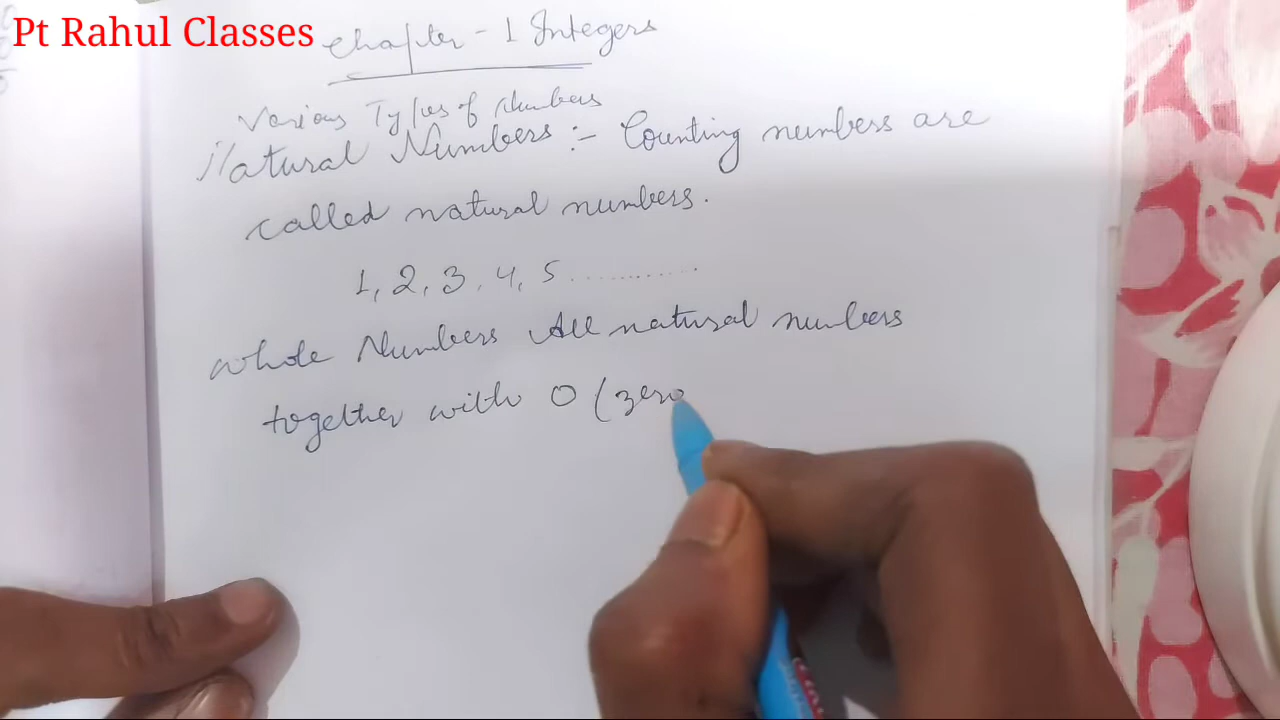 Pt Rahul Classes
Chapter - 1 Integers
Various Types of Numbers
Natural Numbers :- Counting numbers are
called natural numbers.
1, 2, 3, 4, 5...........
whole Numbers All natural numbers
together with 0 (zero